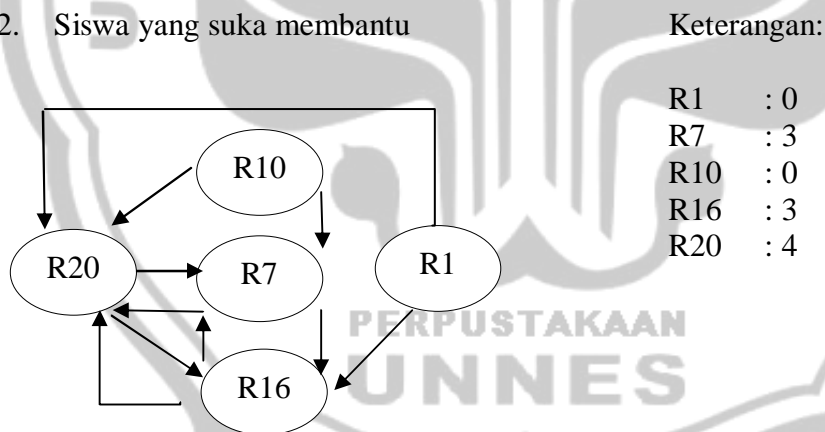 2. Siswa yang suka membantu
Keterangan:
R1 : 0
R7 : 3
R10 : 0
R16 : 3
R20 : 4
R10
R20
R7
R1
R16
PERPUSTAKAAN
UNNES